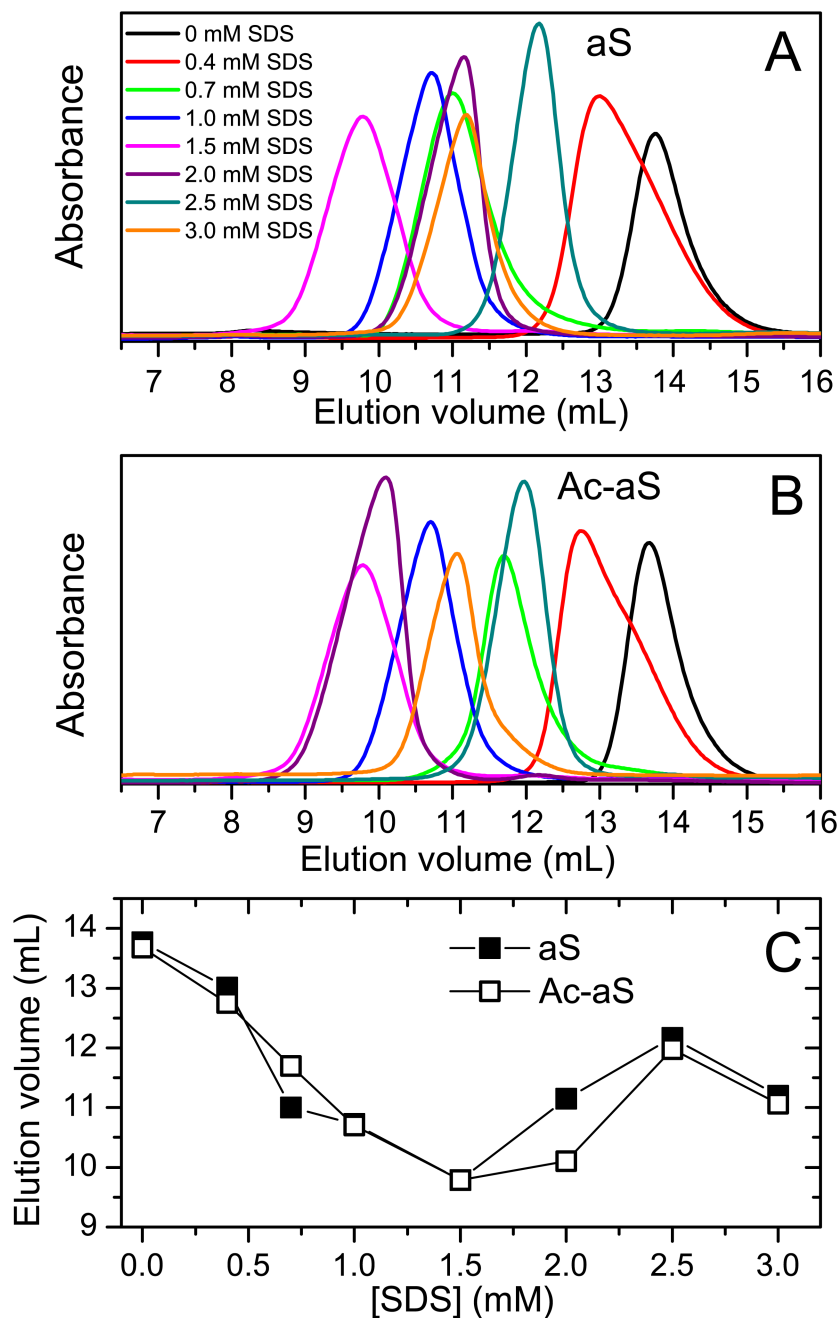 aS
A
0 mM SDS
0.4 mM SDS
0.7 mM SDS
1.0 mM SDS
1.5 mM SDS
2.0 mM SDS
2.5 mM SDS
3.0 mM SDS
Absorbance
7 8 9 10 11 12 13 14 15 16
Elution volume (mL)
Ac-aS
B
Absorbance
7 8 9 10 11 12 13 14 15 16
Elution volume (mL)
C
aS
Ac-aS
Elution volume (mL)
14
13
12
11
10
9
0.0 0.5 1.0 1.5 2.0 2.5 3.0
[SDS] (mM)